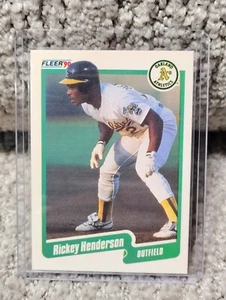 FLEER 90
OAKLAND
A's
ATHLETICS
Rickey Henderson
OUTFIELD